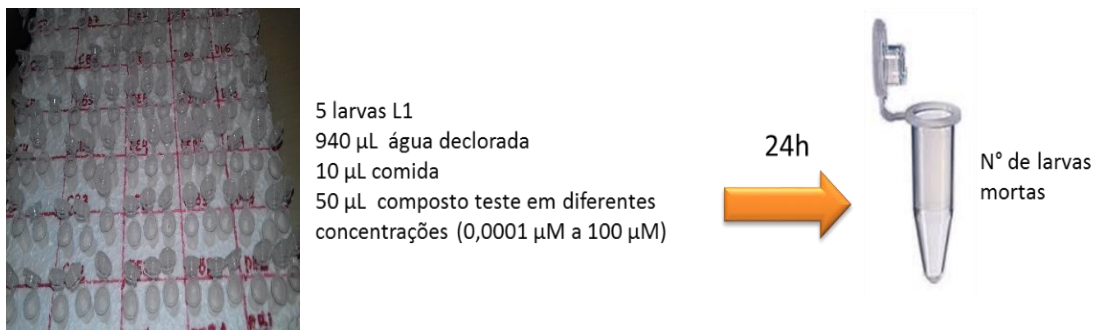 5 larvas L1
940 µL água declorada
10 µL comida
50 µL composto teste em diferentes
concentrações (0,0001 µM a 100 µM)
24h
N° de larvas
mortas